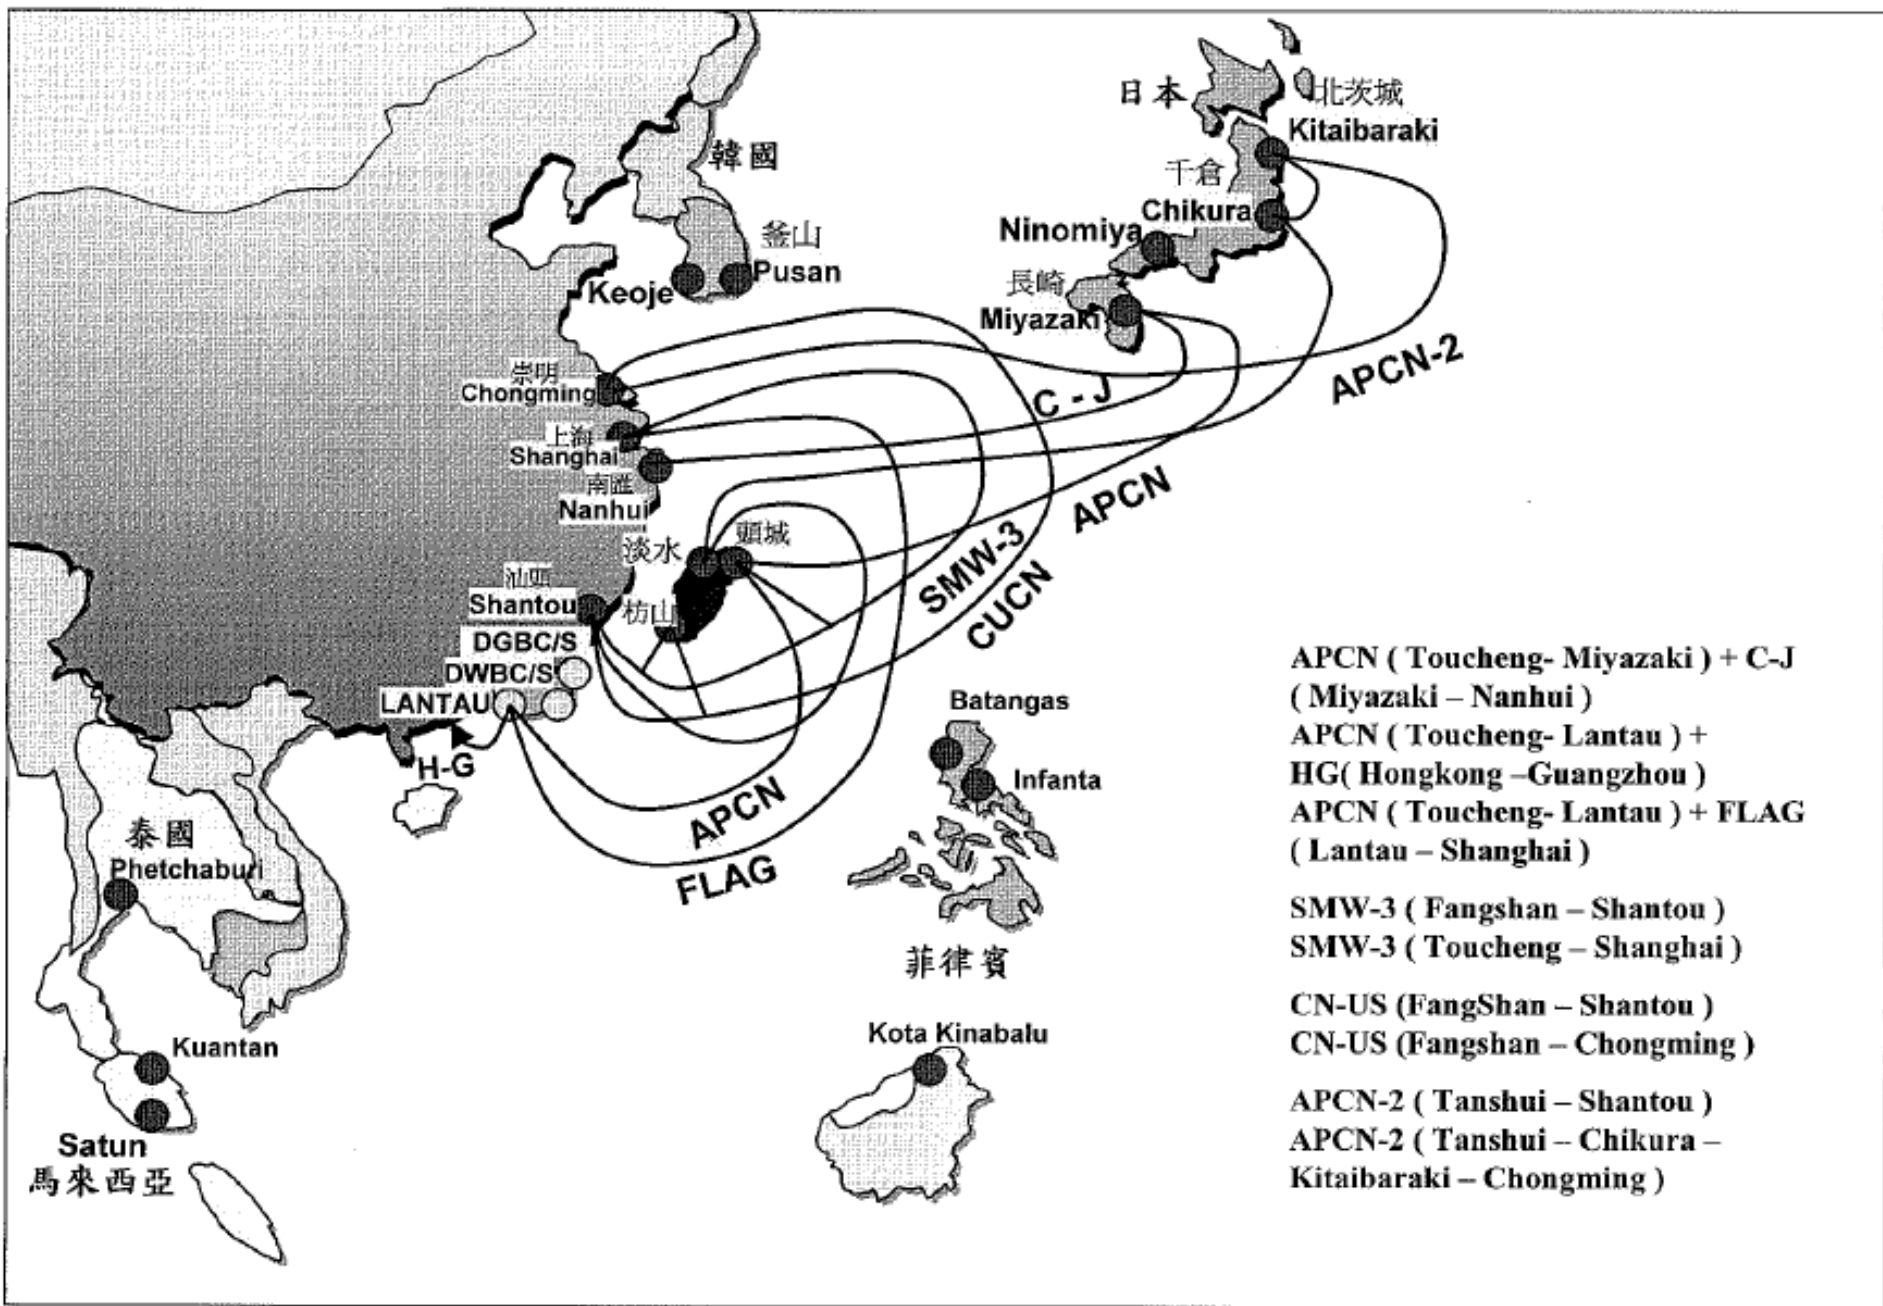 日本
北茨城
Kitaibaraki
韓國
千倉
Chikura
釜山
Pusan
Ninomiya
Keoje
長崎
Miyazaki
APCN-2
崇明
Chongming
C - J
上海
Shanghai
南匯
Nanhui
APCN
淡水
頭城
SMW-3
CUCN
汕頭
Shantou
枋山
DGBC/S
DWBC/S
LANTAU
H-G
APCN
FLAG
Batangas
Infanta
菲律賓
泰國
Phetchaburi
Kuantan
Satun
馬來西亞
Kota Kinabalu
APCN ( Toucheng- Miyazaki ) + C-J
( Miyazaki – Nanhui )
APCN ( Toucheng- Lantau ) +
HG( Hongkong –Guangzhou )
APCN ( Toucheng- Lantau ) + FLAG
( Lantau – Shanghai )
SMW-3 ( Fangshan – Shantou )
SMW-3 ( Toucheng – Shanghai )
CN-US (FangShan – Shantou )
CN-US (Fangshan – Chongming )
APCN-2 ( Tanshui – Shantou )
APCN-2 ( Tanshui – Chikura –
Kitaibaraki – Chongming )